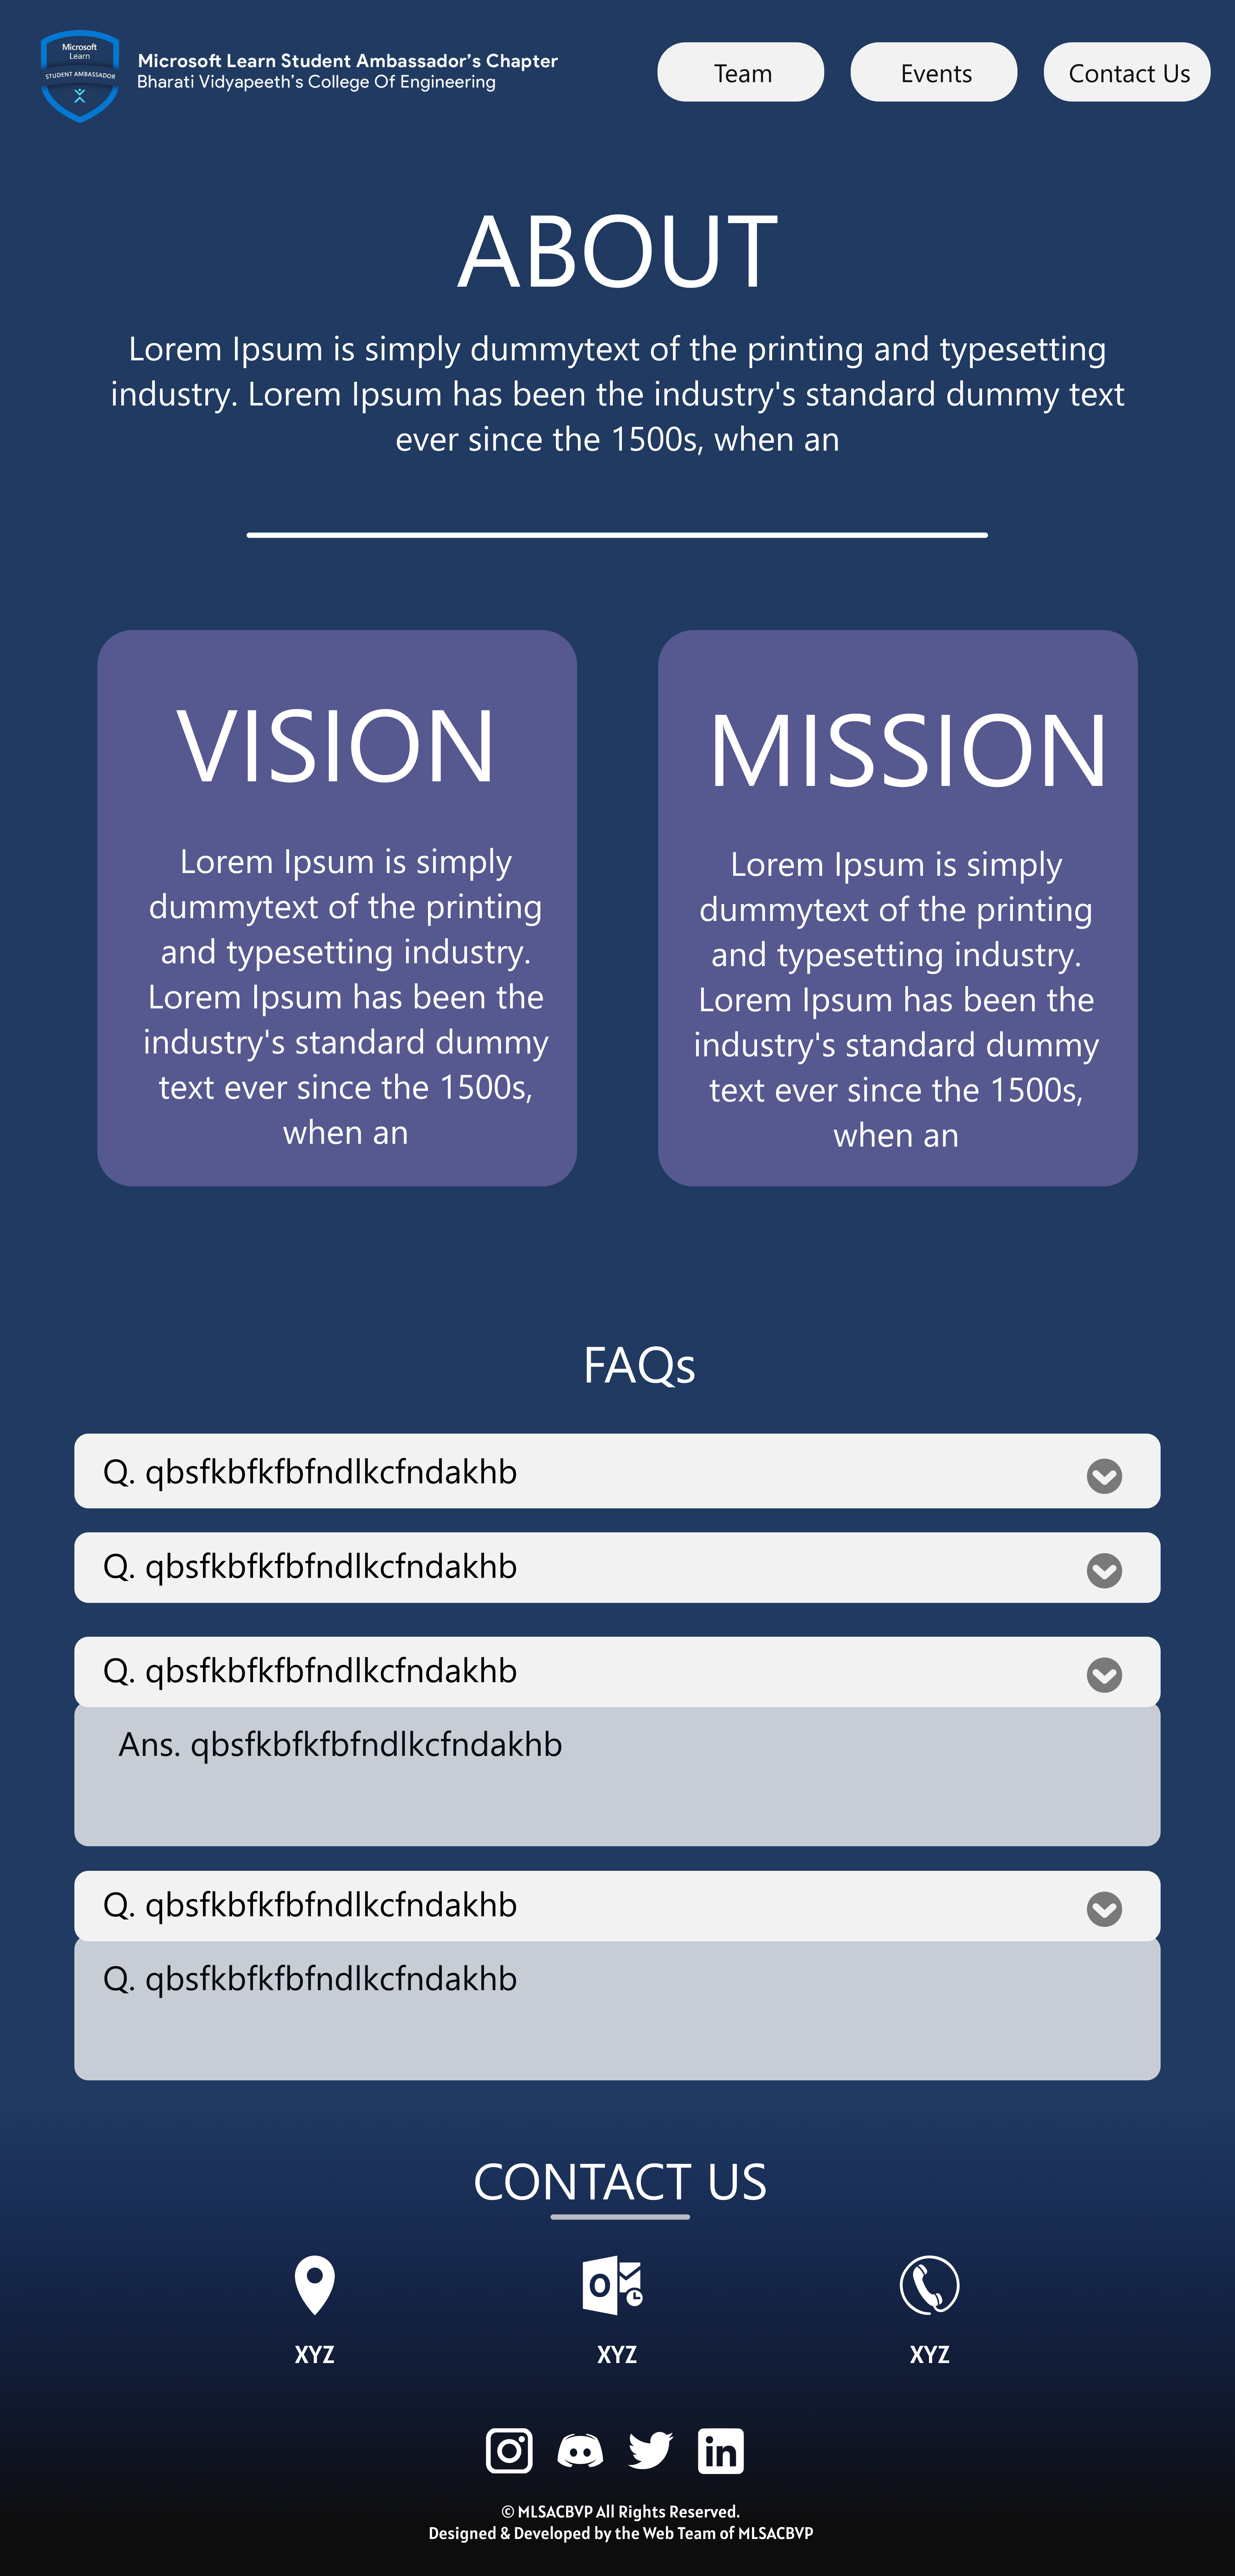 Microsoft
Learn
STUDENT AMBASSADOR
Microsoft Learn Student Ambassador's Chapter
Bharati Vidyapeeth's College Of Engineering
Team
Events
Contact Us
ABOUT
Lorem Ipsum is simply dummytext of the printing and typesetting
industry. Lorem Ipsum has been the industry's standard dummy text
ever since the 1500s, when an
VISION
Lorem Ipsum is simply
dummytext of the printing
and typesetting industry.
Lorem Ipsum has been the
industry's standard dummy
text ever since the 1500s,
when an
MISSION
Lorem Ipsum is simply
dummytext of the printing
and typesetting industry.
Lorem Ipsum has been the
industry's standard dummy
text ever since the 1500s,
when an
FAQs
Q. qbsfkbfkfbfndlkcfndakhb
Q. qbsfkbfkfbfndlkcfndakhb
Q. qbsfkbfkfbfndlkcfndakhb
Ans. qbsfkbfkfbfndlkcfndakhb
Q. qbsfkbfkfbfndlkcfndakhb
Q. qbsfkbfkfbfndlkcfndakhb
CONTACT US
XYZ
XYZ
XYZ
© MLSACBVP All Rights Reserved.
Designed & Developed by the Web Team of MLSACBVP